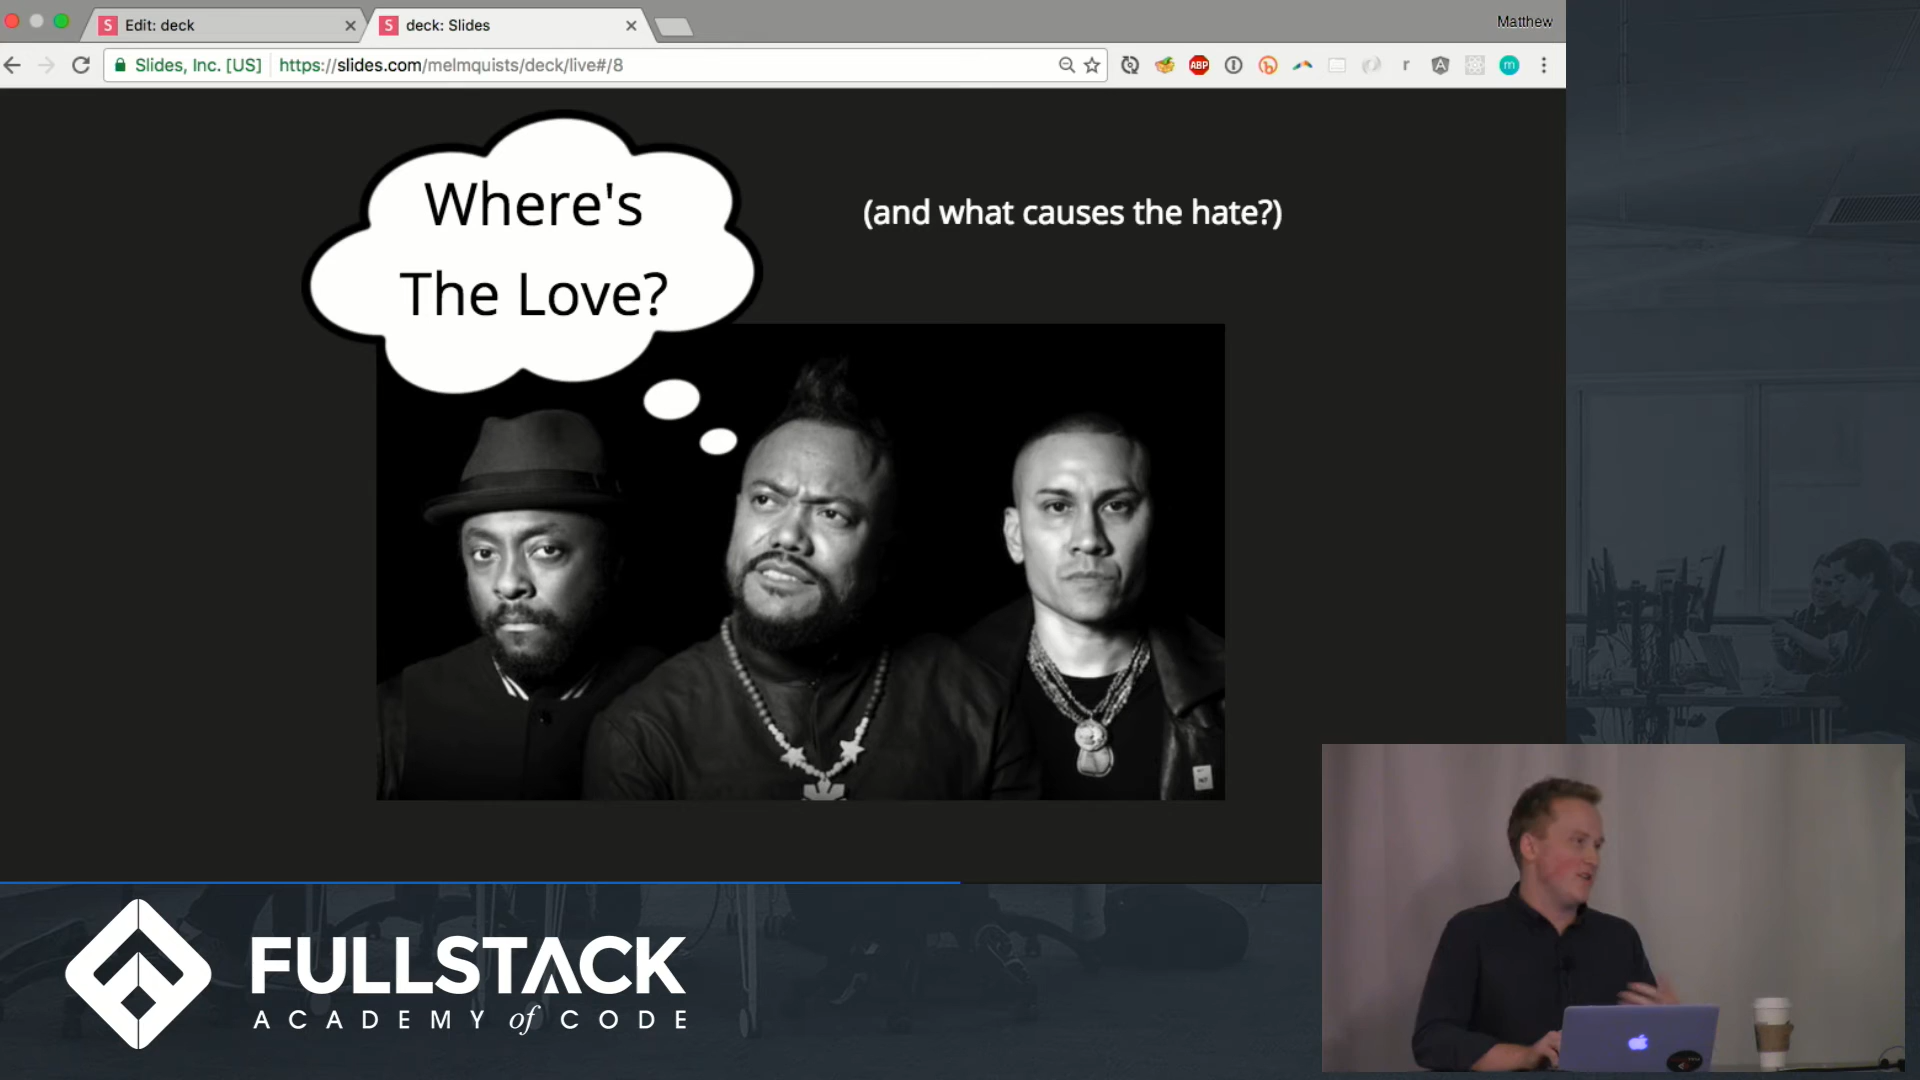 S Edit: deck
S deck: Slides
Matthew
Slides, Inc. [US] https://slides.com/melmquists/deck/live#/8
ABP
r
A
m
Where's
The Love?
(and what causes the hate?)
FULLSTACK
ACADEMY of CODE